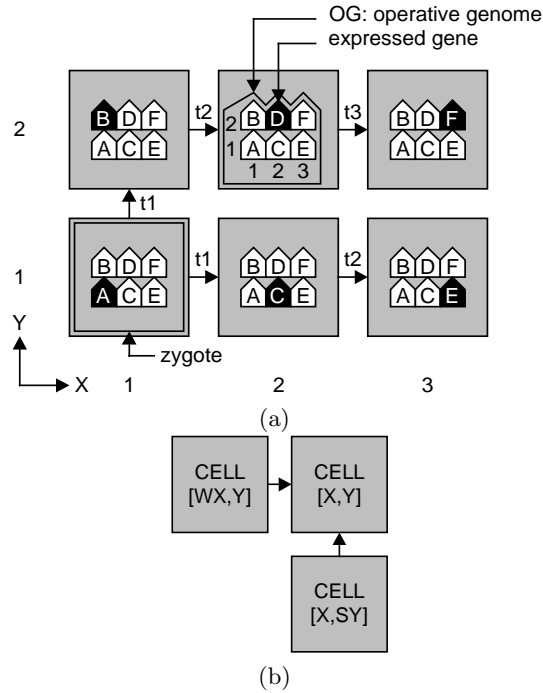 OG: operative genome
expressed gene
2
B D F
A C E
t2
2 B D F
1 A C E
1 2 3
t3
B D F
A C E
t1
1
B D F
A C E
t1
B D F
A C E
t2
B D F
A C E
Y
X
zygote
1 2 3
(a)
CELL
[WX,Y]
CELL
[X,Y]
CELL
[X,SY]
(b)